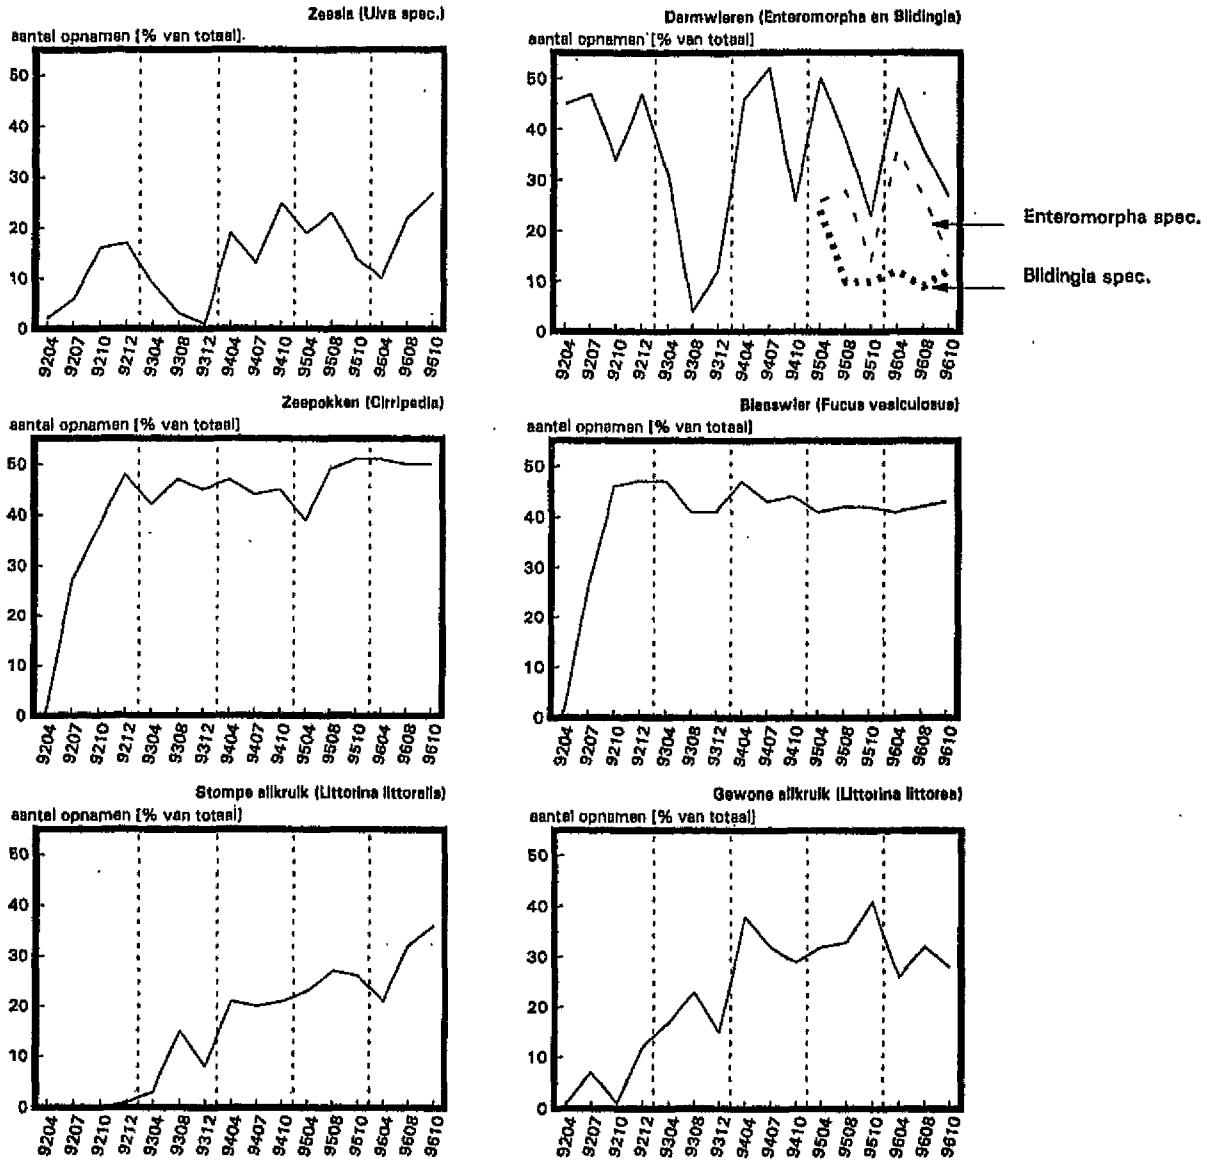 Zeesla (Ulva spec.)
aantal opnamen [% van totaal].
50
40
30
20
10
0
9204 9207 9210 9212 9304 9308 9312 9404 9407 9410 9504 9508 9510 9604 9608 9610
Darmwieren (Enteromorpha en Blidingia)
aantal opnamen [% van totaal]
50
40
30
20
10
0
Enteromorpha spec.
Blidingia spec.
9204 9207 9210 9212 9304 9308 9312 9404 9407 9410 9504 9508 9510 9604 9608 9610
Zeepokken (Cirripedia)
aantal opnamen [% van totaal]
50
40
30
20
10
0
9204 9207 9210 9212 9304 9308 9312 9404 9407 9410 9504 9508 9510 9604 9608 9610
Blaaswier (Fucus vesiculosus)
aantal opnamen [% van totaal]
50
40
30
20
10
0
9204 9207 9210 9212 9304 9308 9312 9404 9407 9410 9504 9508 9510 9604 9608 9610
Stompe alikruik (Littorina littoralis)
aantal opnamen [% van totaal]
50
40
30
20
10
0
9204 9207 9210 9212 9304 9308 9312 9404 9407 9410 9504 9508 9510 9604 9608 9610
Gewone alikruik (Littorina littorea)
aantal opnamen [% van totaal]
50
40
30
20
10
0
9204 9207 9210 9212 9304 9308 9312 9404 9407 9410 9504 9508 9510 9604 9608 9610